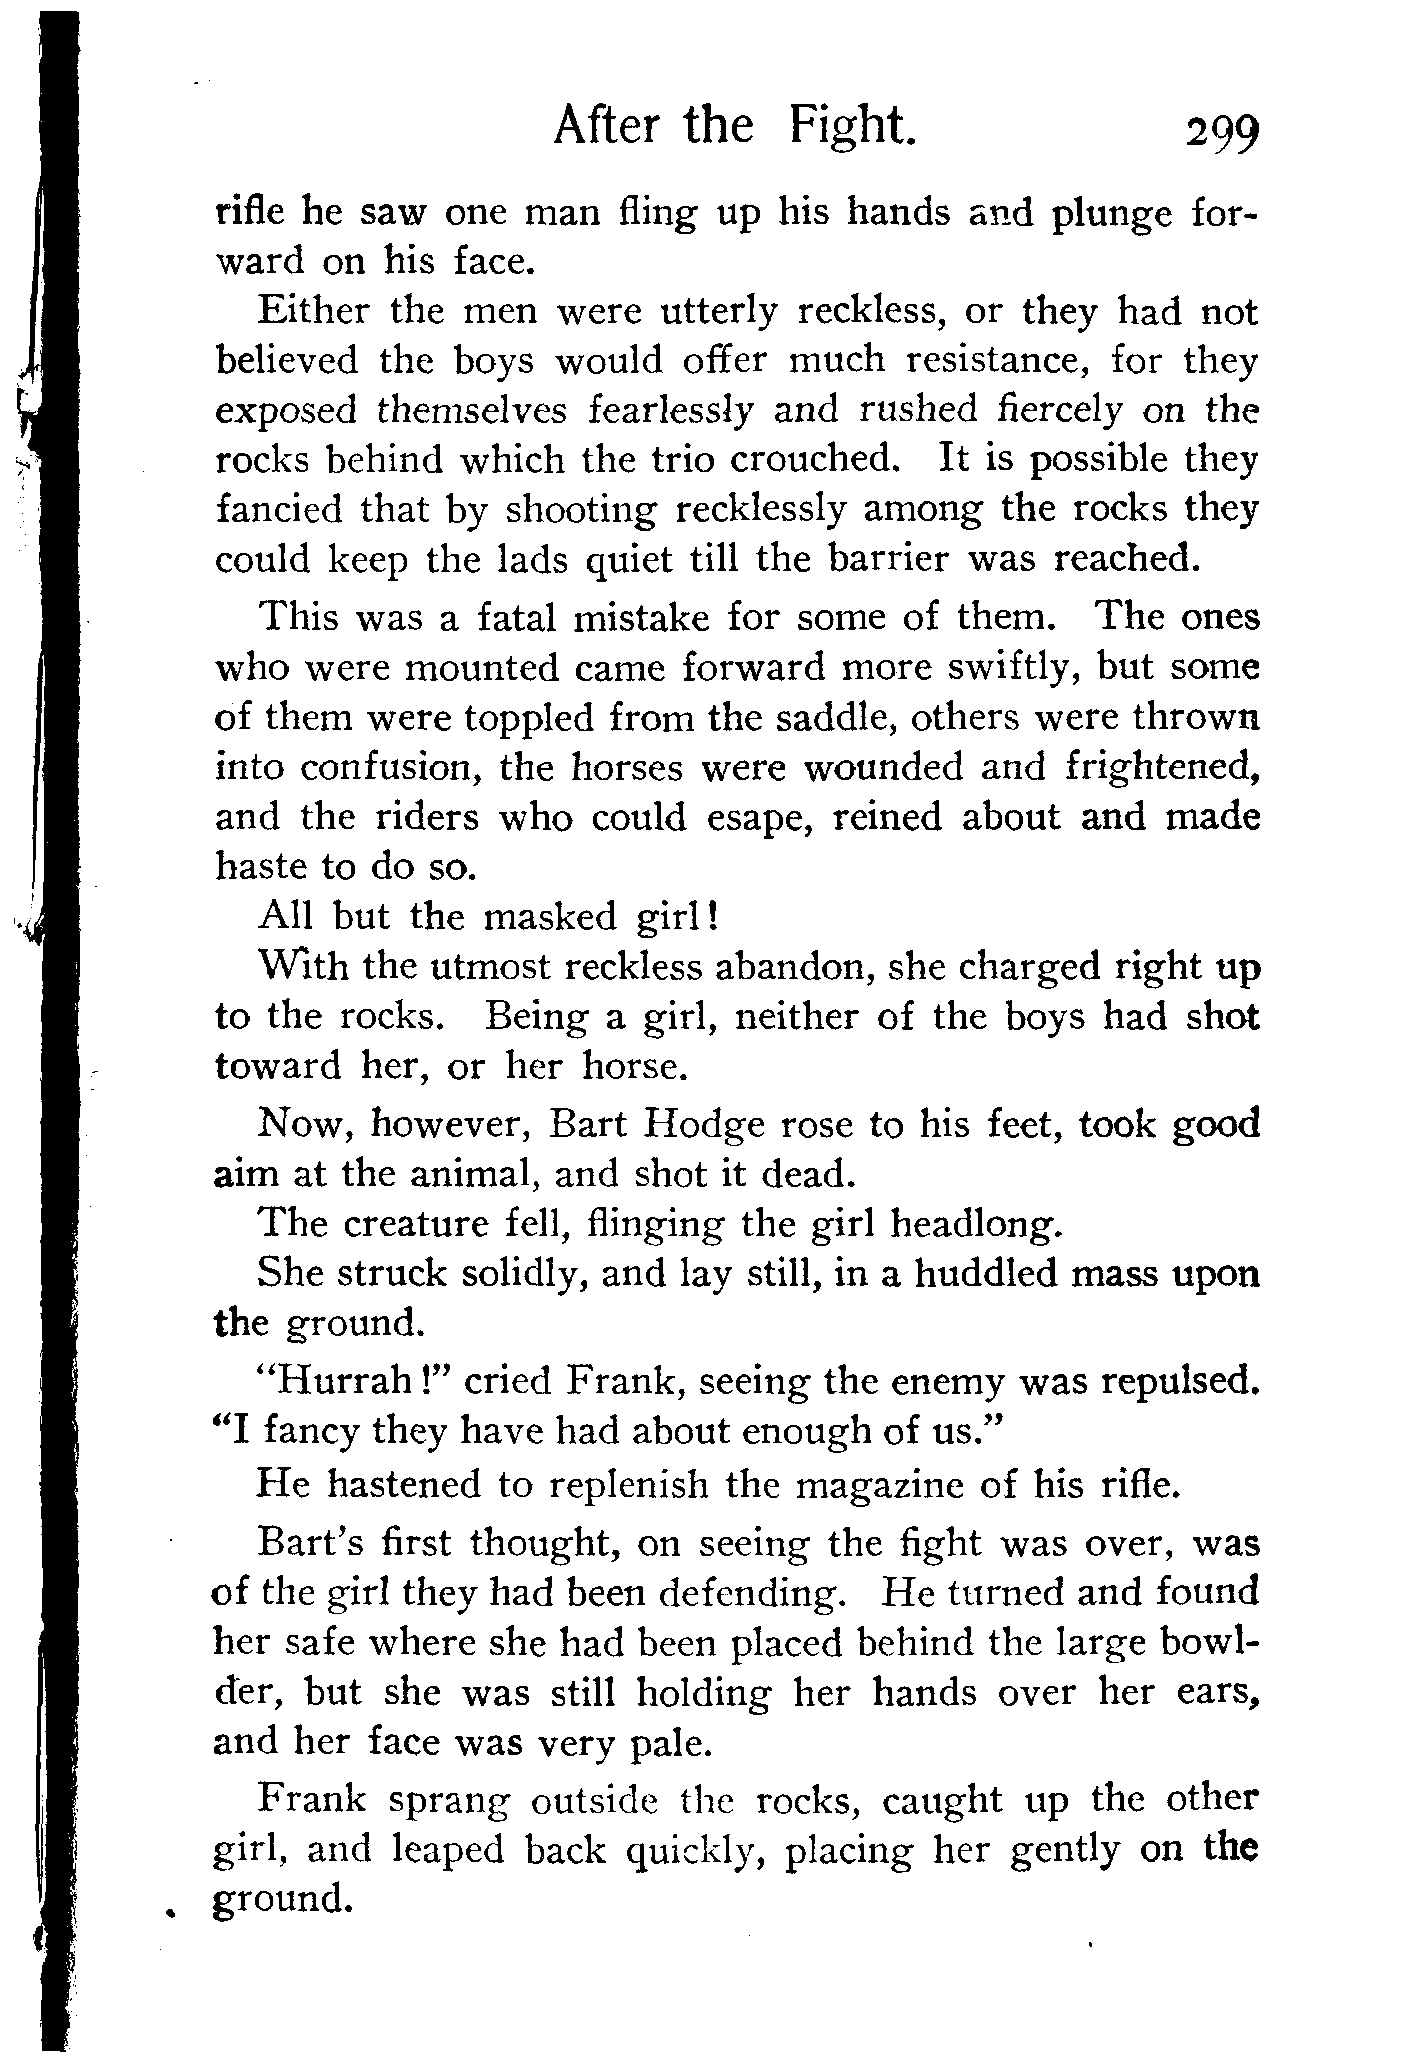 After the Fight. 299
rifle he saw one man fling up his hands and plunge for-
ward on his face.
Either the men were utterly reckless, or they had not
believed the boys would offer much resistance, for they
exposed themselves fearlessly and rushed fiercely on the
rocks behind which the trio crouched. It is possible they
fancied that by shooting recklessly among the rocks they
could keep the lads quiet till the barrier was reached.
This was a fatal mistake for some of them. The ones
who were mounted came forward more swiftly, but some
of them were toppled from the saddle, others were thrown
into confusion, the horses were wounded and frightened,
and the riders who could esape, reined about and made
haste to do so.
All but the masked girl!
With the utmost reckless abandon, she charged right up
to the rocks. Being a girl, neither of the boys had shot
toward her, or her horse.
Now, however, Bart Hodge rose to his feet, took good
aim at the animal, and shot it dead.
The creature fell, flinging the girl headlong.
She struck solidly, and lay still, in a huddled mass upon
the ground.
"Hurrah!" cried Frank, seeing the enemy was repulsed.
"I fancy they have had about enough of us."
He hastened to replenish the magazine of his rifle.
Bart's first thought, on seeing the fight was over, was
of the girl they had been defending. He turned and found
her safe where she had been placed behind the large bowl-
der, but she was still holding her hands over her ears,
and her face was very pale.
Frank sprang outside the rocks, caught up the other
girl, and leaped back quickly, placing her gently on the
ground.